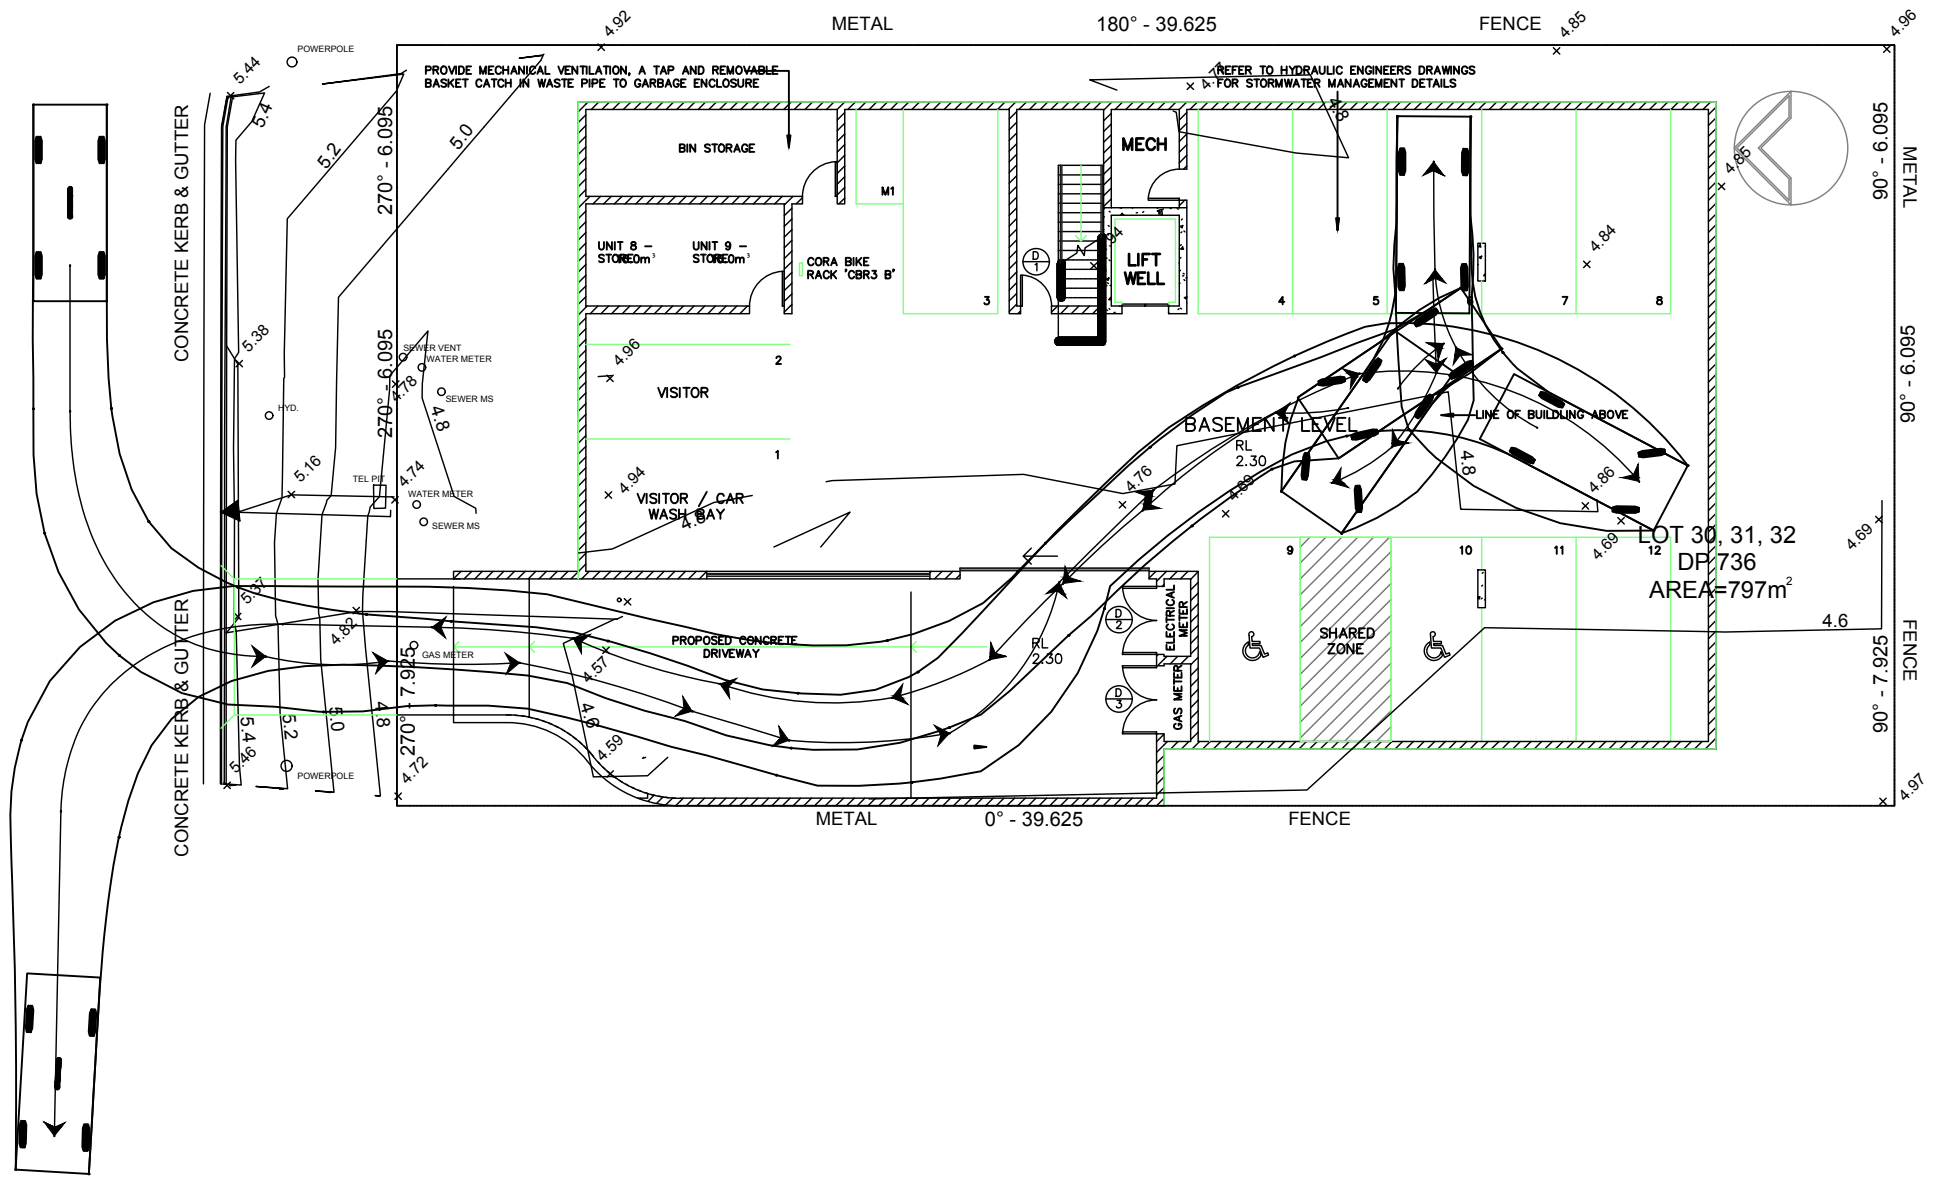 METAL
180° - 39.625
FENCE
4.92
4.85
4.96
POWERPOLE
5.44
5.4
5.2
5.0
PROVIDE MECHANICAL VENTILATION, A TAP AND REMOVABLE
BASKET CATCH IN WASTE PIPE TO GARBAGE ENCLOSURE
REFER TO HYDRAULIC ENGINEERS DRAWINGS
FOR STORMWATER MANAGEMENT DETAILS
4.8
CONCRETE KERB & GUTTER
270° - 6.095
BIN STORAGE
M1
MECH
90° - 6.095
METAL
4.85
UNIT 8 -
UNIT 9 -
CORA BIKE
RACK 'CBR3 B'
D
1
LIFT
WELL
4.84
3
4
5
7
8
5.38
270° - 6.095
SEWER VENT
WATER METER
4.78
SEWER MS
4.8
HYD.
4.96
2
VISITOR
1
90° - 6.095
LINE OF BUILDLING ABOVE
BASEMENT LEVEL
RL
2.30
5.16
TEL PIT
4.74
WATER METER
SEWER MS
4.94
VISITOR / CAR
WASH BAY
4.76
4.69
4.8
4.86
4.69
4.69
LOT 30, 31, 32
DP 736
AREA=797m²
9
10
11
12
5.37
CONCRETE KERB & GUTTER
4.82
GAS METER
270° - 7.925
4.57
PROPOSED CONCRETE
DRIVEWAY
RL
2.30
D
2
ELECTRICAL
METER
D
3
GAS METER
SHARED
ZONE
4.6
90° - 7.925
FENCE
5.4
5.2
5.0
4.8
4.6
5.46
POWERPOLE
4.72
4.59
4.97
METAL
0° - 39.625
FENCE